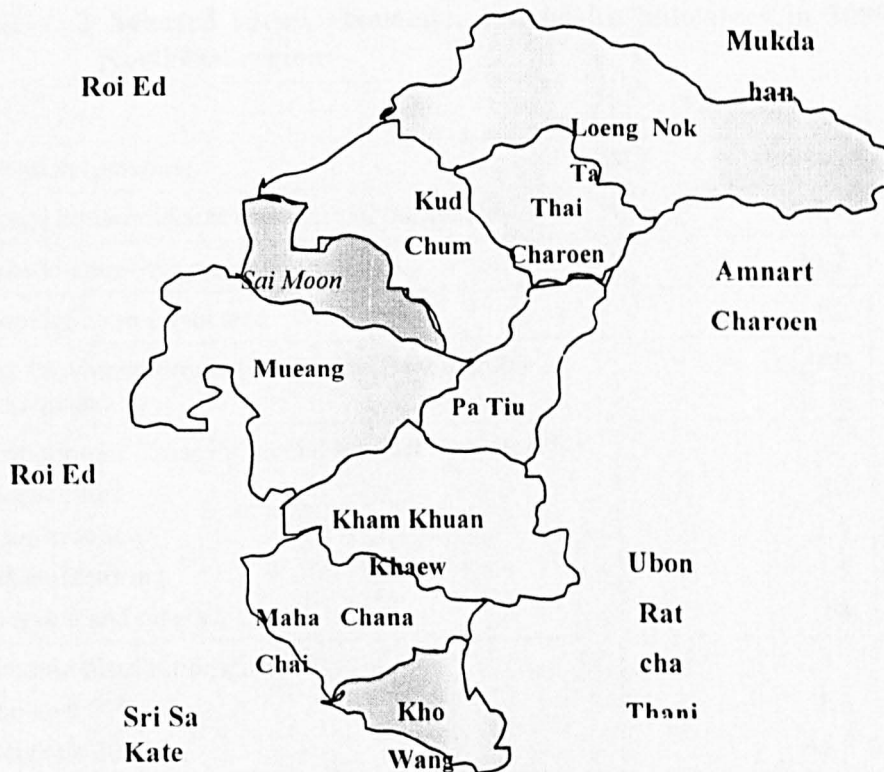 Mukda
han
Roi Ed
Loeng Nok
Ta
Thai
Charoen
Kud
Chum
Sai Moon
Amnart
Charoen
Mueang
Pa Tiu
Roi Ed
Kham Khuan
Khaew
Maha Chana
Chai
Ubon
Rat
cha
Thani
Kho
Wang
Sri Sa
Kate